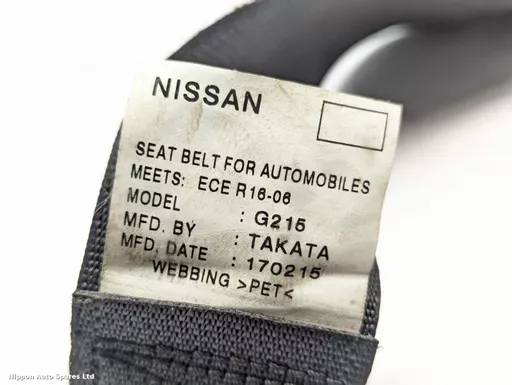 NISSAN
SEAT BELT FOR AUTOMOBILES
MEETS: ECE R16-06
MODEL : G215
MFD. BY : TAKATA
MFD. DATE : 170215
WEBBING >PET<
Nippon Auto Spares Ltd